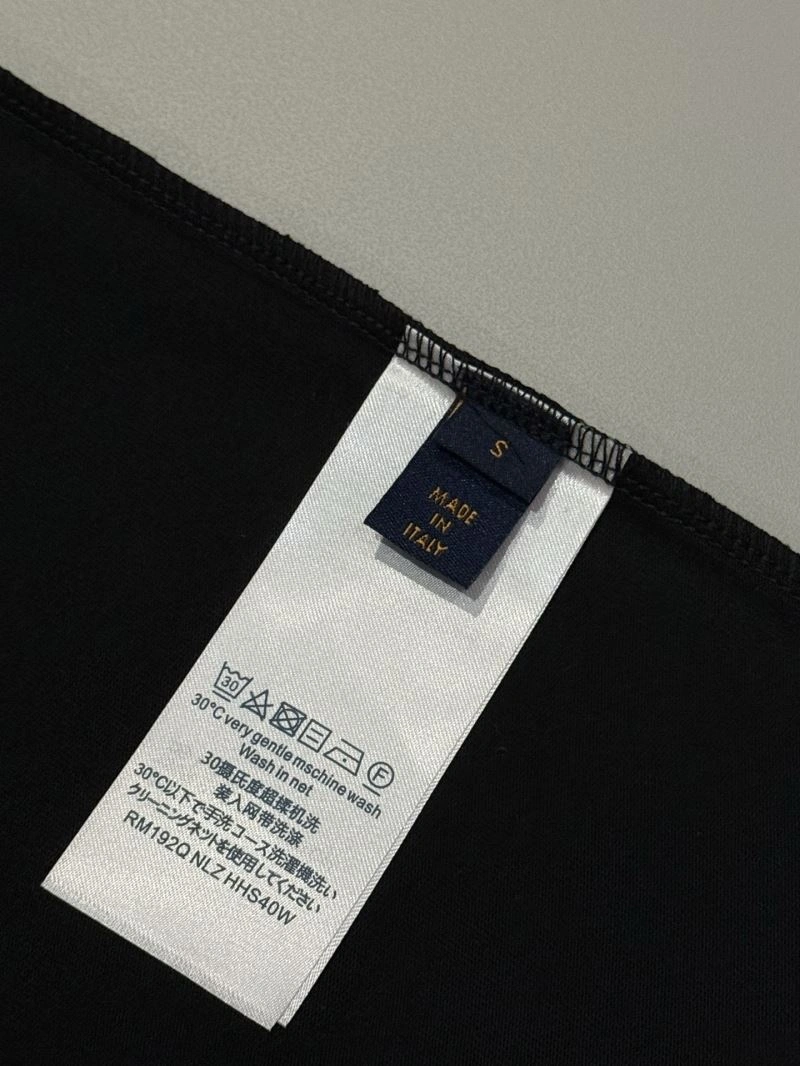 S
MADE
IN
ITALY
30
F
30°C very gentle mschine wash
Wash in net
30摄氏度超揉机洗
装入网带洗涤
30°C以下で手洗コース洗濯機洗い
クリーニングネットを使用してください
RM192Q NLZ HHS40W